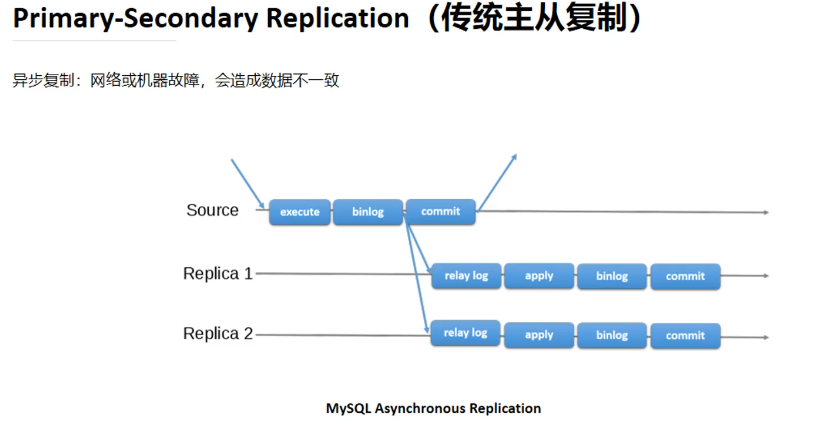 Primary-Secondary Replication（传统主从复制）
异步复制：网络或机器故障，会造成数据不一致
Source execute binlog commit
Replica 1 relay log apply binlog commit
Replica 2 relay log apply binlog commit
MySQL Asynchronous Replication